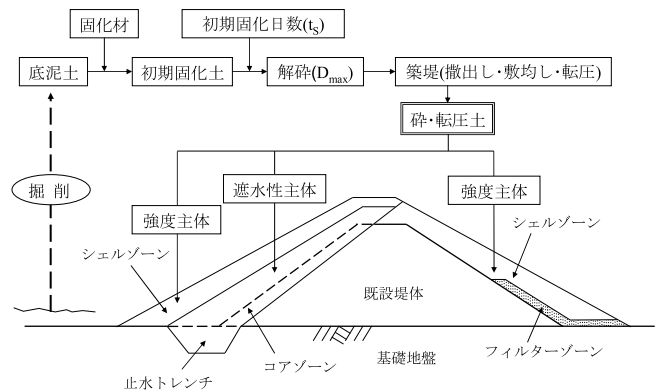 固化材
初期固化日数(tS)
底泥土
初期固化土
解砕(Dmax)
築堤(撒出し・敷均し・転圧)
砕・転圧土
掘 削
遮水性主体
強度主体
強度主体
シェルゾーン
シェルゾーン
既設堤体
コアゾーン
フィルターゾーン
基礎地盤
止水トレンチ